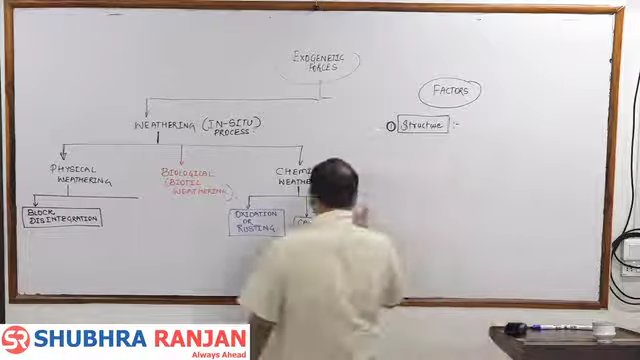 EXOGENETIC
FORCES
FACTORS
WEATHERING (IN-SITU)
PROCESS
① Structure :-
PHYSICAL
WEATHERING
BIOLOGICAL
(BIOTIC
WEATHERING)
BLOCK
DISINTEGRATION
OXIDATION
OR
RUSTING
SR SHUBHRA RANJAN
Always Ahead